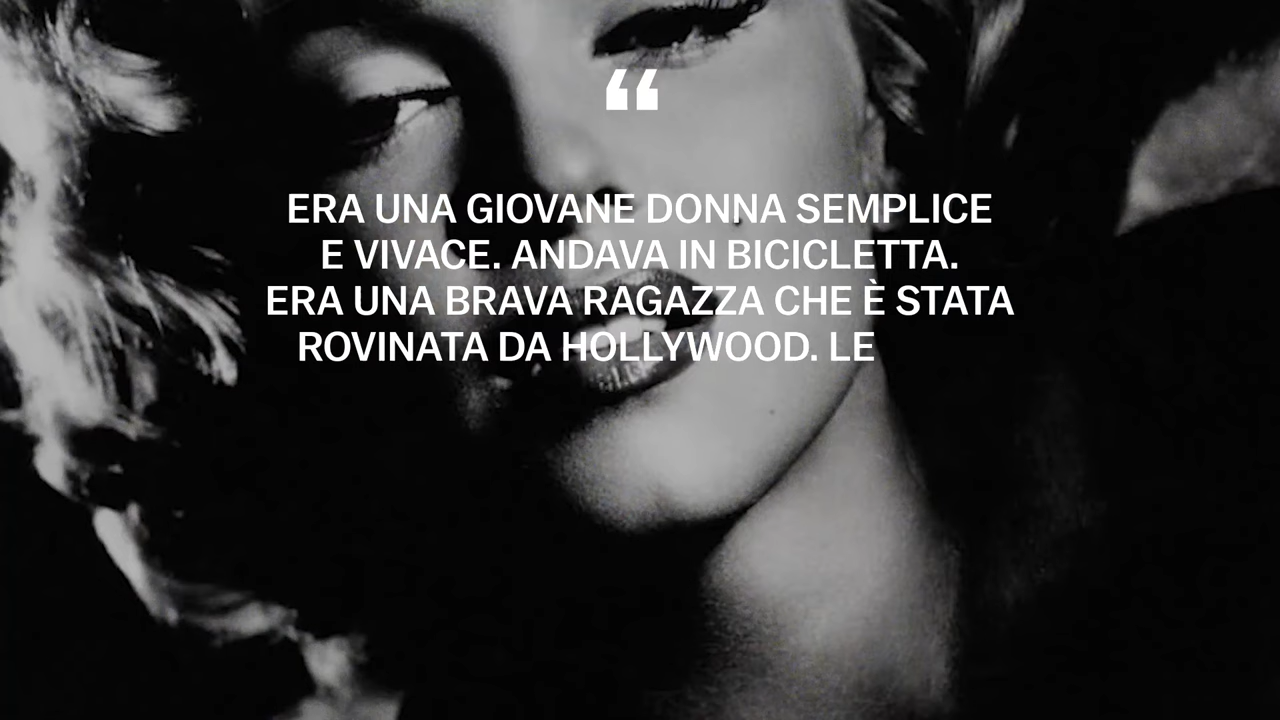 “
ERA UNA GIOVANE DONNA SEMPLICE
E VIVACE. ANDAVA IN BICICLETTA.
ERA UNA BRAVA RAGAZZA CHE È STATA
ROVINATA DA HOLLYWOOD. LE